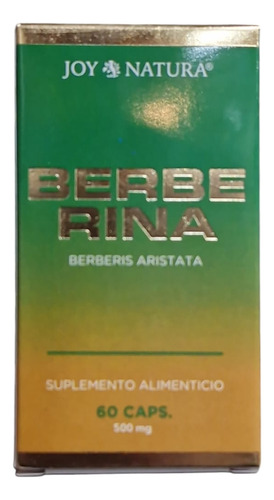 JOY NATURA®
BERBE
RINA
BERBERIS ARISTATA
SUPLEMENTO ALIMENTICIO
60 CAPS.
500 mg